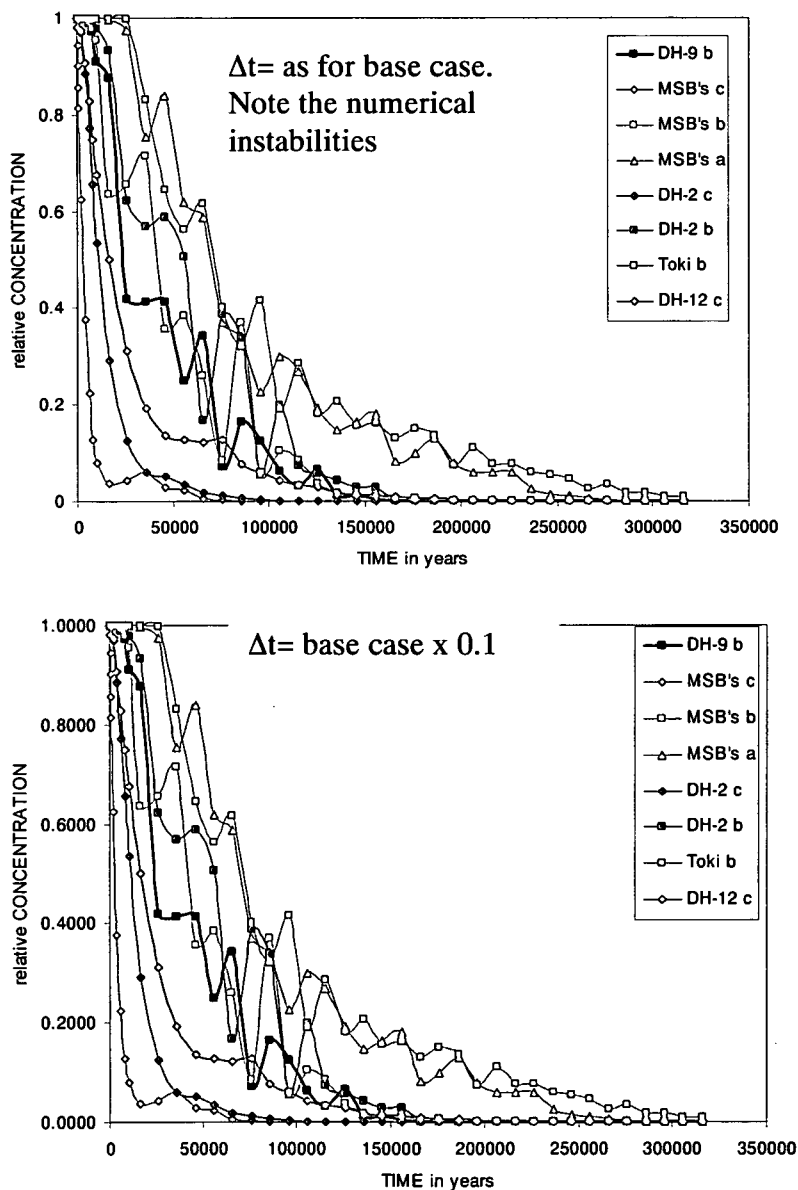 Δt= as for base case.
Note the numerical
instabilities
relative CONCENTRATION
1
0.8
0.6
0.4
0.2
0
0 50000 100000 150000 200000 250000 300000 350000
TIME in years
DH-9 b
MSB's c
MSB's b
MSB's a
DH-2 c
DH-2 b
Toki b
DH-12 c
Δt= base case x 0.1
relative CONCENTRATION
1.0000
0.8000
0.6000
0.4000
0.2000
0.0000
0 50000 100000 150000 200000 250000 300000 350000
TIME in years
DH-9 b
MSB's c
MSB's b
MSB's a
DH-2 c
DH-2 b
Toki b
DH-12 c